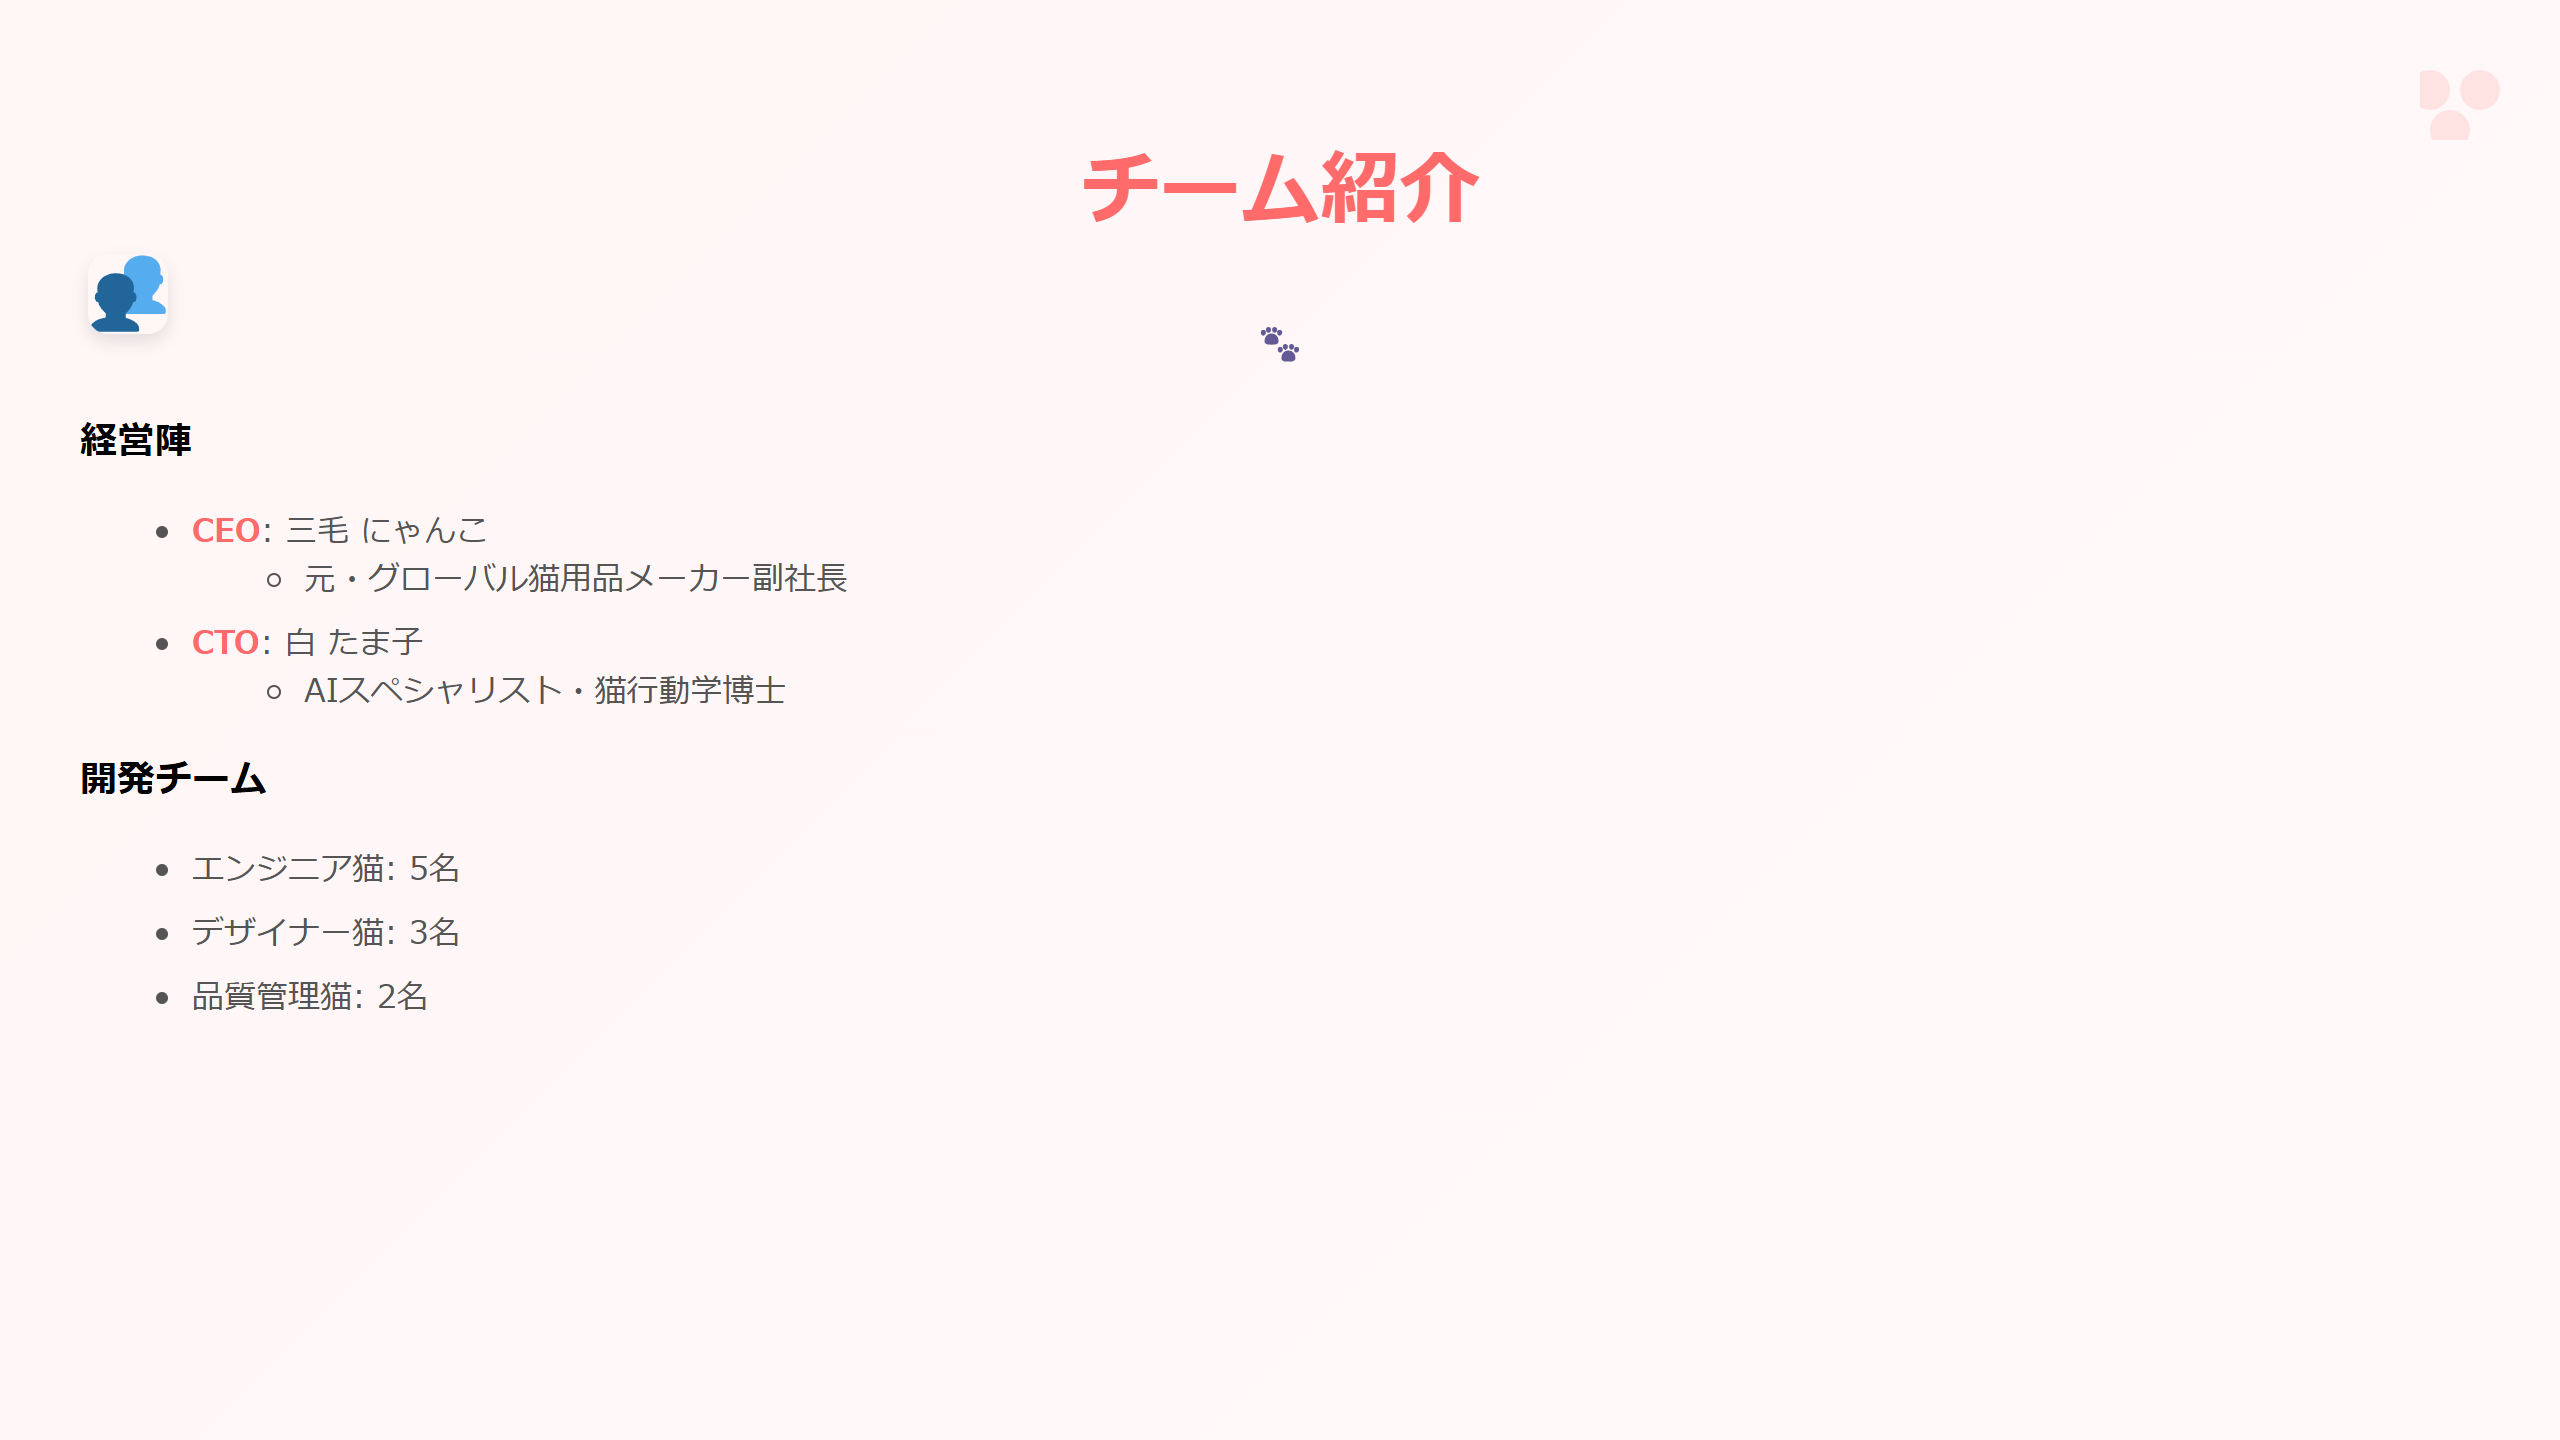 チーム紹介
経営陣
CEO: 三毛 にゃんこ
元・グローバル猫用品メーカー副社長
CTO: 白 たま子
AIスペシャリスト・猫行動学博士
開発チーム
エンジニア猫: 5名
デザイナー猫: 3名
品質管理猫: 2名